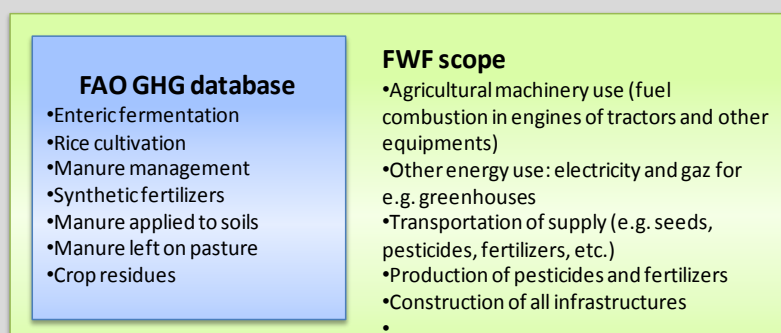 FAO GHG database
•Enteric fermentation
•Rice cultivation
•Manure management
•Synthetic fertilizers
•Manure applied to soils
•Manure left on pasture
•Crop residues
FWF scope
•Agricultural machinery use (fuel
combustion in engines of tractors and other
equipments)
•Other energy use: electricity and gaz for
e.g. greenhouses
•Transportation of supply (e.g. seeds,
pesticides, fertilizers, etc.)
•Production of pesticides and fertilizers
•Construction of all infrastructures
•